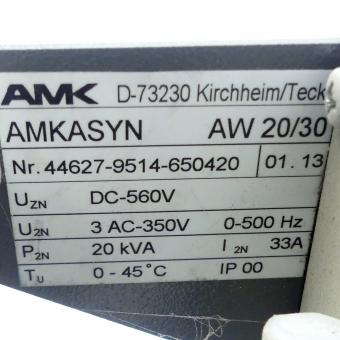 AMK D-73230 Kirchheim/Teck
AMKASYN AW 20/30
Nr. 44627-9514-650420 01.13
UZN DC-560V
U2N 3 AC-350V 0-500 Hz
P2N 20 kVA I2N 33A
TU 0-45°C IP 00